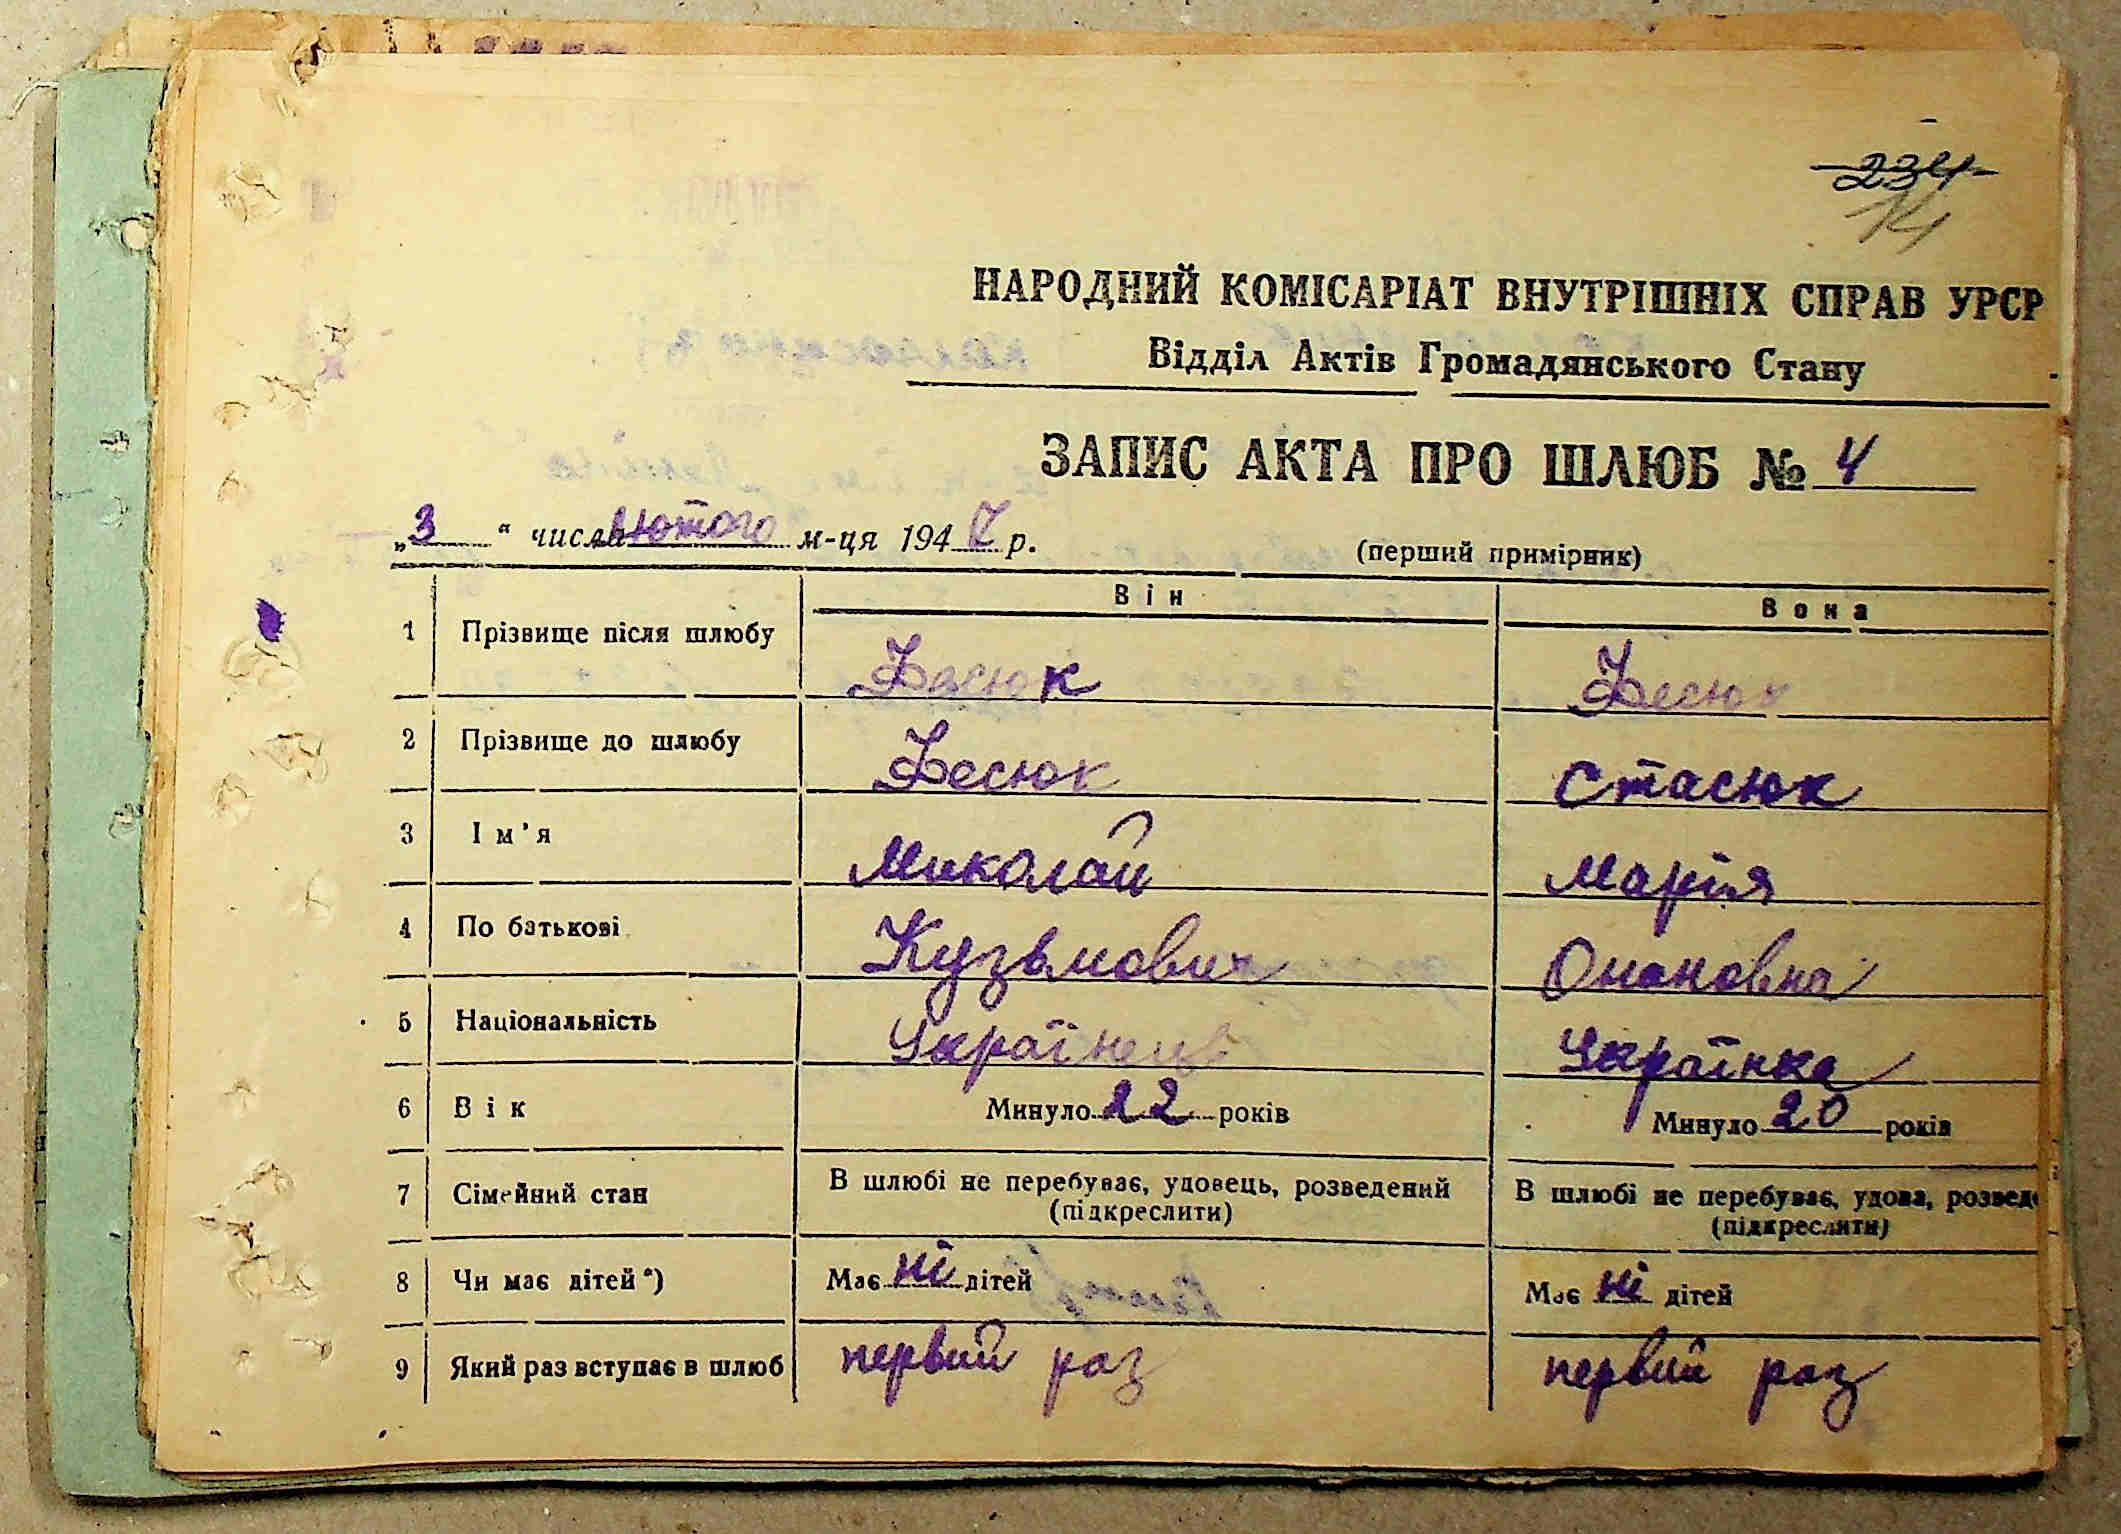 234
14
НАРОДНИЙ КОМІСАРІАТ ВНУТРІШНІХ СПРАВ УРСР
Відділ Актів Громадянського Стану
ЗАПИС АКТА ПРО ШЛЮБ № 4
„3“ числа лютого м-ця 1947 р.
(перший примірник)
Він Вона
1 Прізвище після шлюбу Фесюк Фесюк
2 Прізвище до шлюбу Фесюк Стасюк
3 Ім'я Миколай Марія
4 По батькові Кузьмович
5 Національність Українець Українка
6 Вік Минуло 22 років Минуло 20 років
7 Сімейний стан В шлюбі не перебуває, удовець, розведений В шлюбі не перебуває, удова, розвед
(підкреслити) (підкреслити)
8 Чи має дітей*) Має ні дітей Має ні дітей
9 Який раз вступає в шлюб первий раз первий раз